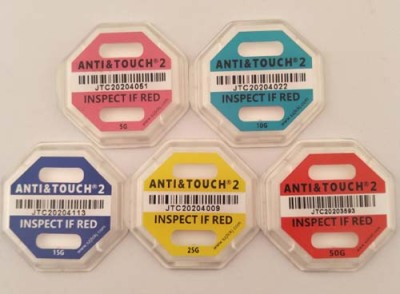 ANTI&TOUCH® 2
JTC20204051
INSPECT IF RED
5G
ANTI&TOUCH® 2
JTC20204022
INSPECT IF RED
10G
ANTI&TOUCH® 2
JTC20204113
INSPECT IF RED
15G
ANTI&TOUCH® 2
JTC20204009
INSPECT IF RED
25G
ANTI&TOUCH® 2
JTC20203693
INSPECT IF RED
50G